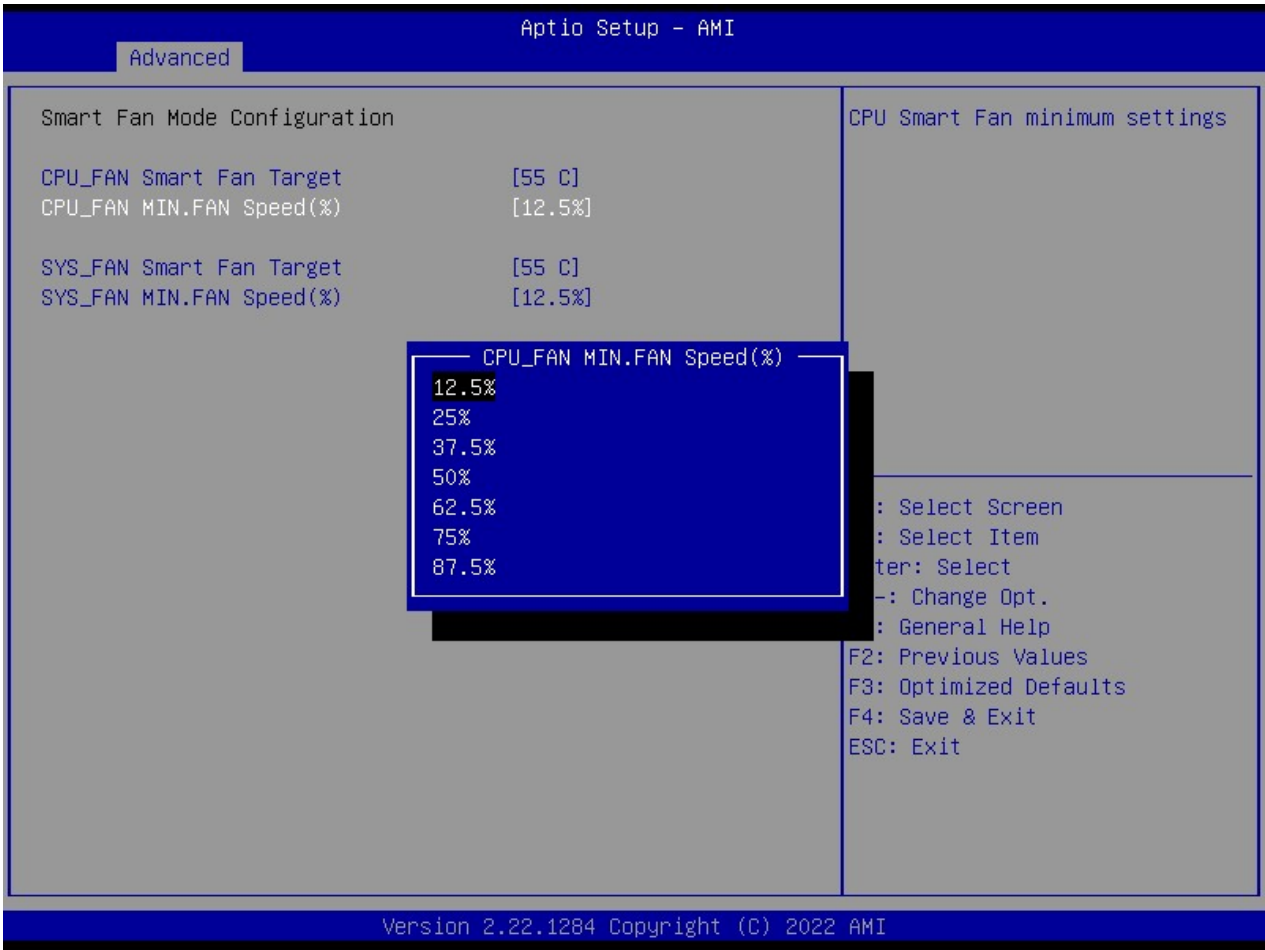 Aptio Setup - AMI
Advanced
Smart Fan Mode Configuration
CPU_FAN Smart Fan Target [55 C]
CPU_FAN MIN.FAN Speed(%) [12.5%]
SYS_FAN Smart Fan Target [55 C]
SYS_FAN MIN.FAN Speed(%) [12.5%]
CPU_FAN MIN.FAN Speed(%)
12.5%
25%
37.5%
50%
62.5%
75%
87.5%
CPU Smart Fan minimum settings
: Select Screen
: Select Item
ter: Select
-: Change Opt.
: General Help
F2: Previous Values
F3: Optimized Defaults
F4: Save & Exit
ESC: Exit
Version 2.22.1284 Copyright (C) 2022 AMI